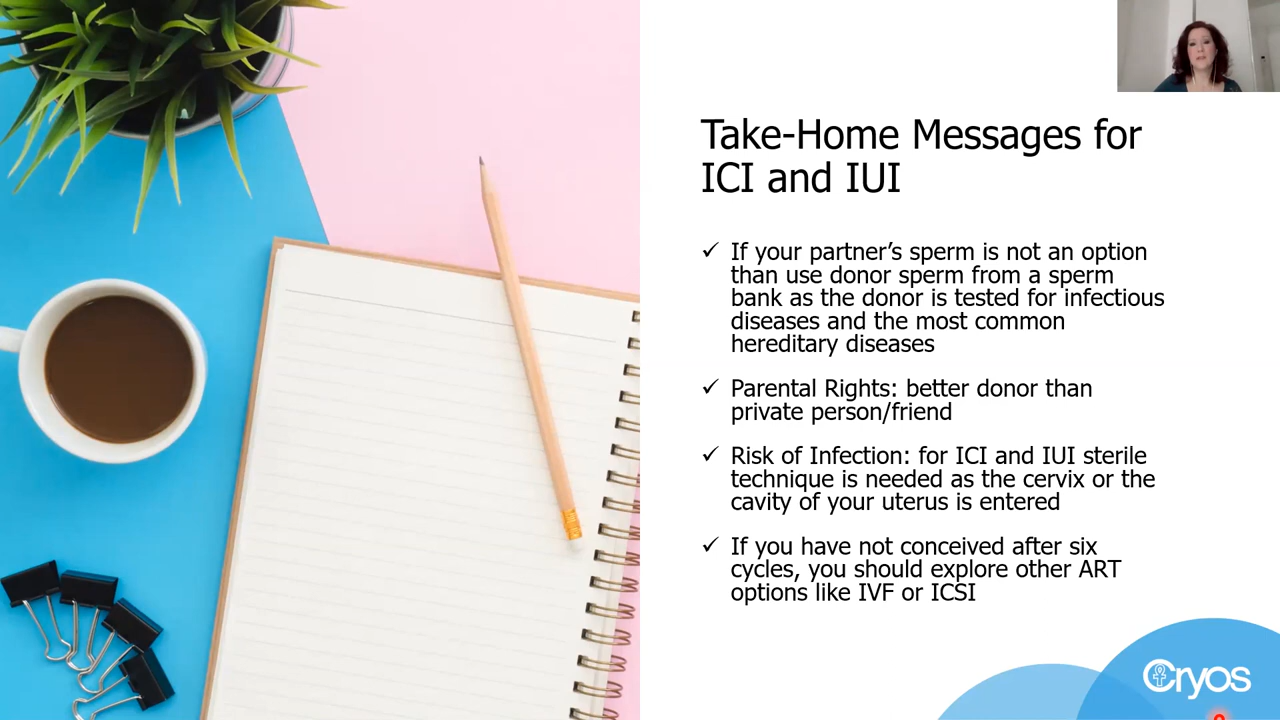 Take-Home Messages for
ICI and IUI
✓ If your partner’s sperm is not an option
than use donor sperm from a sperm
bank as the donor is tested for infectious
diseases and the most common
hereditary diseases
✓ Parental Rights: better donor than
private person/friend
✓ Risk of Infection: for ICI and IUI sterile
technique is needed as the cervix or the
cavity of your uterus is entered
✓ If you have not conceived after six
cycles, you should explore other ART
options like IVF or ICSI
Cryos